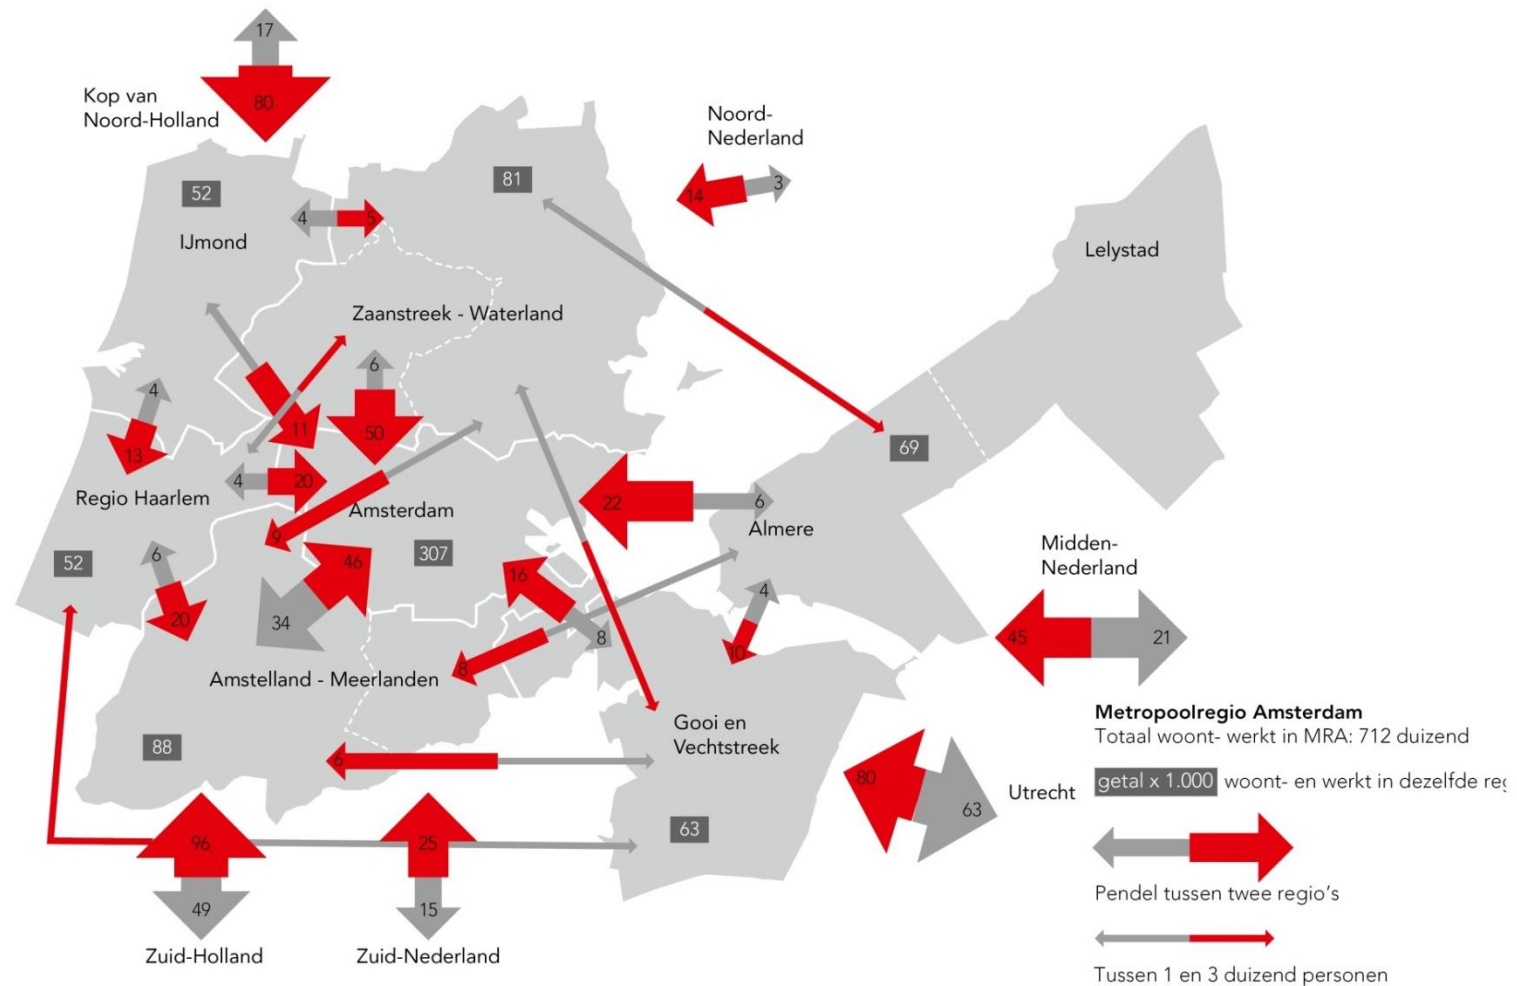 17
Kop van
Noord-Holland
80
Noord-
Nederland
14
3
52
81
4
5
IJmond
Lelystad
Zaanstreek - Waterland
6
4
11
50
13
69
4
20
Regio Haarlem
Amsterdam
22
6
Almere
9
307
Midden-
Nederland
52
6
46
16
4
20
34
8
10
45
21
8
Amstelland - Meerlanden
Gooi en
Vechtstreek
88
6
80
63
Utrecht
63
96
25
49
15
Zuid-Holland
Zuid-Nederland
Metropoolregio Amsterdam
Totaal woont- werkt in MRA: 712 duizend
getal x 1.000 woont- en werkt in dezelfde
Pendel tussen twee regio's
Tussen 1 en 3 duizend personen